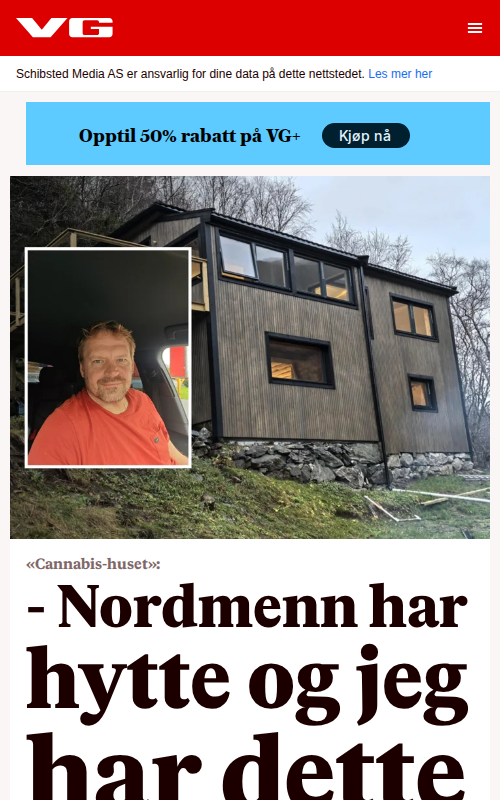 VG
Schibsted Media AS er ansvarlig for dine data på dette nettstedet. Les mer her
Opptil 50% rabatt på VG+ Kjøp nå
«Cannabis-huset»:
- Nordmenn har
hytte og jeg
har dette